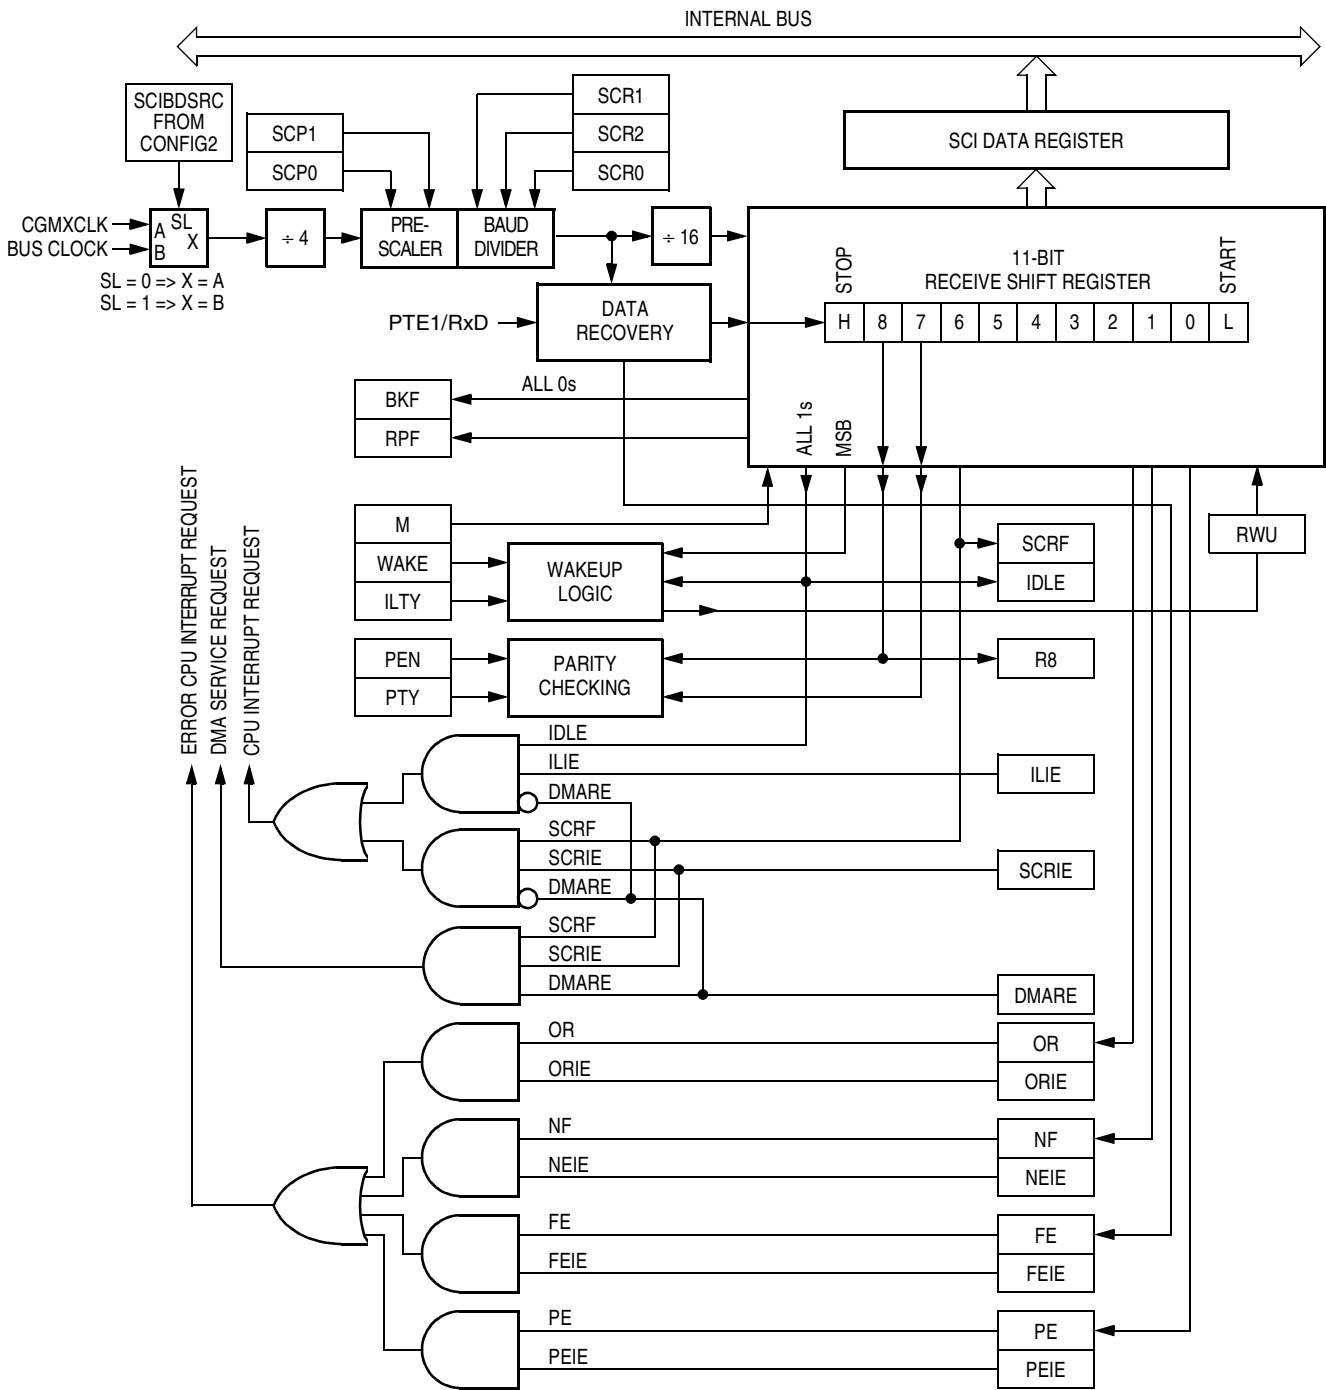 INTERNAL BUS
SCIBDSRC
FROM
CONFIG2
SCP1
SCP0
SCR1
SCR2
SCR0
SCI DATA REGISTER
CGMXCLK
BUS CLOCK
A
B
SL
X
÷ 4
PRE-
SCALER
BAUD
DIVIDER
÷ 16
SL = 0 => X = A
SL = 1 => X = B
STOP
11-BIT
RECEIVE SHIFT REGISTER
START
PTE1/RxD
DATA
RECOVERY
H 8 7 6 5 4 3 2 1 0 L
BKF
RPF
ALL 0s
ALL 1s
MSB
ERROR CPU INTERRUPT REQUEST
DMA SERVICE REQUEST
CPU INTERRUPT REQUEST
M
WAKE
ILTY
WAKEUP
LOGIC
SCRF
IDLE
RWU
PEN
PTY
PARITY
CHECKING
R8
IDLE
ILIE
DMARE
ILIE
SCRF
SCRIE
DMARE
SCRIE
SCRF
SCRIE
DMARE
DMARE
OR
ORIE
OR
ORIE
NF
NEIE
NF
NEIE
FE
FEIE
FE
FEIE
PE
PEIE
PE
PEIE